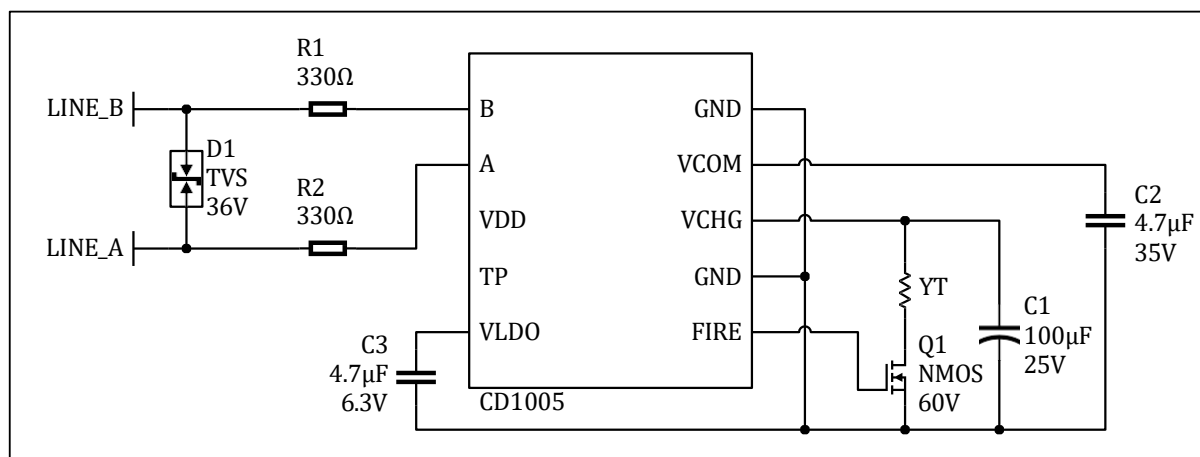 R1
330Ω
LINE_B
D1
TVS
36V
R2
330Ω
LINE_A
C3
4.7µF
6.3V
B
A
VDD
TP
VLDO
GND
VCOM
VCHG
GND
FIRE
CD1005
YT
Q1
NMOS
60V
C1
100µF
25V
C2
4.7µF
35V